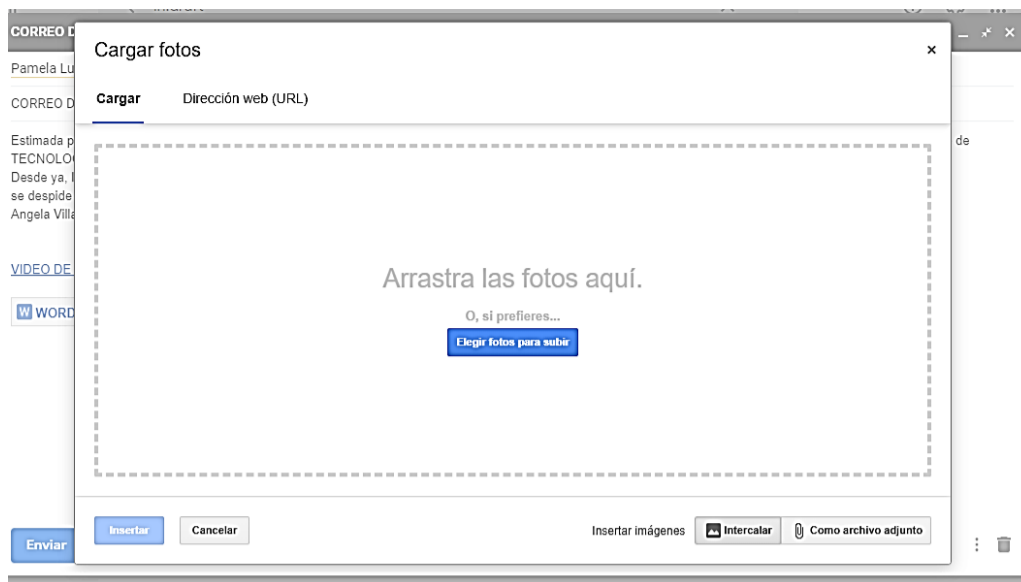 CORREO D
Pamela Lu
CORREO D
Estimada p
de
TECNOLO
Desde ya,
se despide
Angela Villa
VIDEO DE
WORD
Enviar
Cargar fotos
Cargar
Dirección web (URL)
Arrastra las fotos aquí.
O, si prefieres...
Elegir fotos para subir
Insertar
Cancelar
Insertar imágenes
Intercalar
Como archivo adjunto